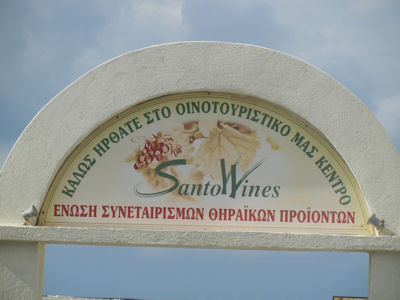 ΚΑΛΩΣ ΗΡΘΑΤΕ ΣΤΟ ΟΙΝΟΤΟΥΡΙΣΤΙΚΟ ΜΑΣ ΚΕΝΤΡΟ
SantoWines
ΕΝΩΣΗ ΣΥΝΕΤΑΙΡΙΣΜΩΝ ΘΗΡΑΪΚΩΝ ΠΡΟΪΟΝΤΩΝ